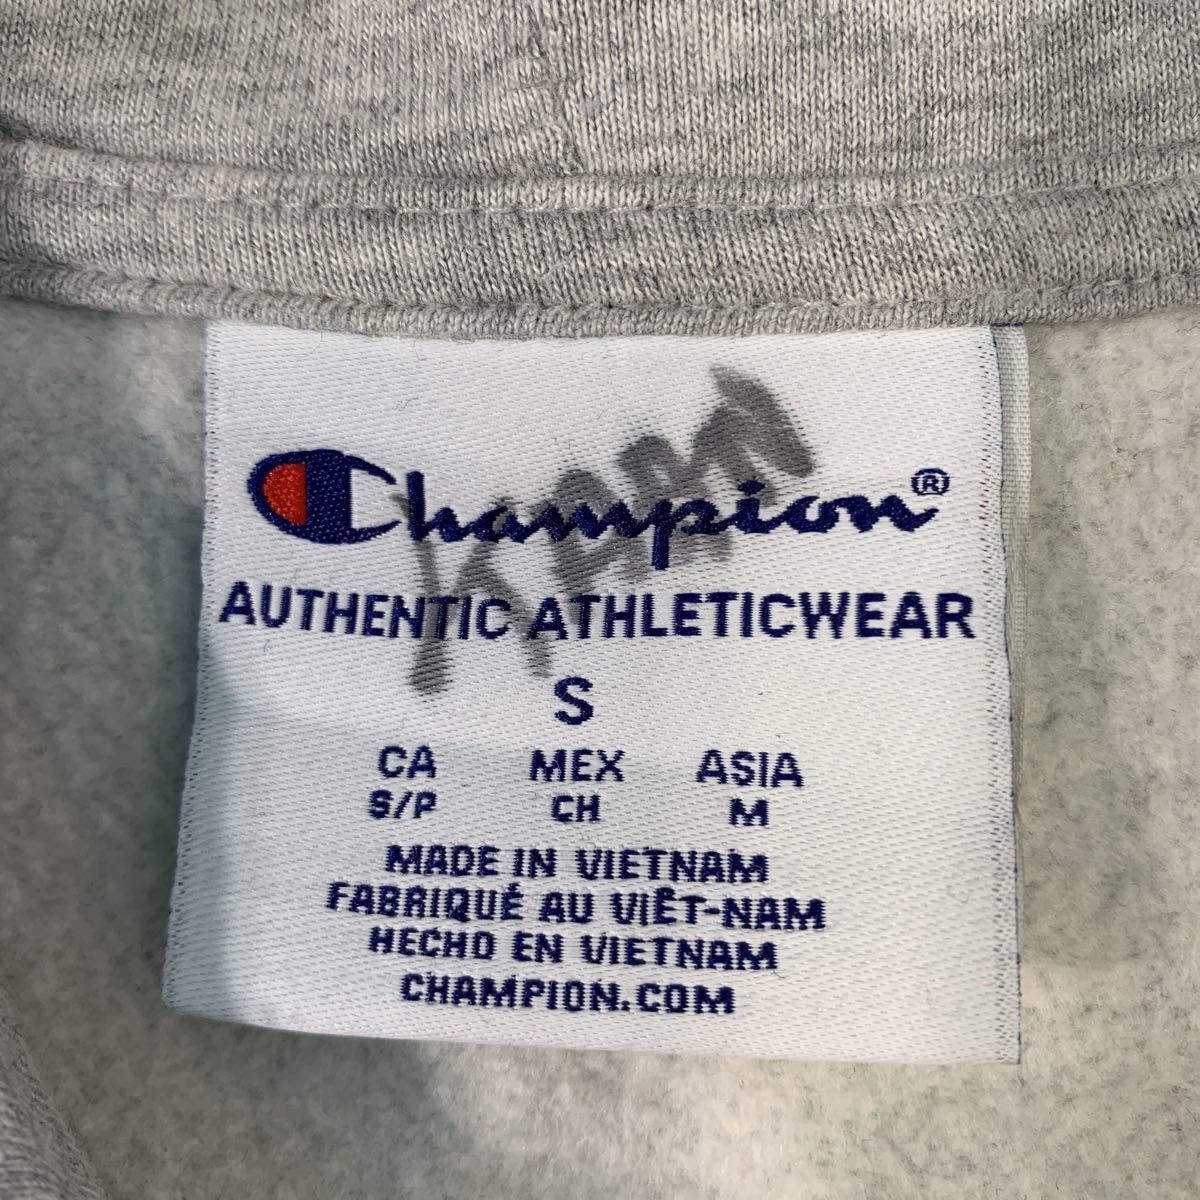 Champion®
AUTHENTIC ATHLETICWEAR
S
CA MEX ASIA
S/P CH M
MADE IN VIETNAM
FABRIQUÉ AU VIÊT-NAM
HECHO EN VIETNAM
CHAMPION.COM